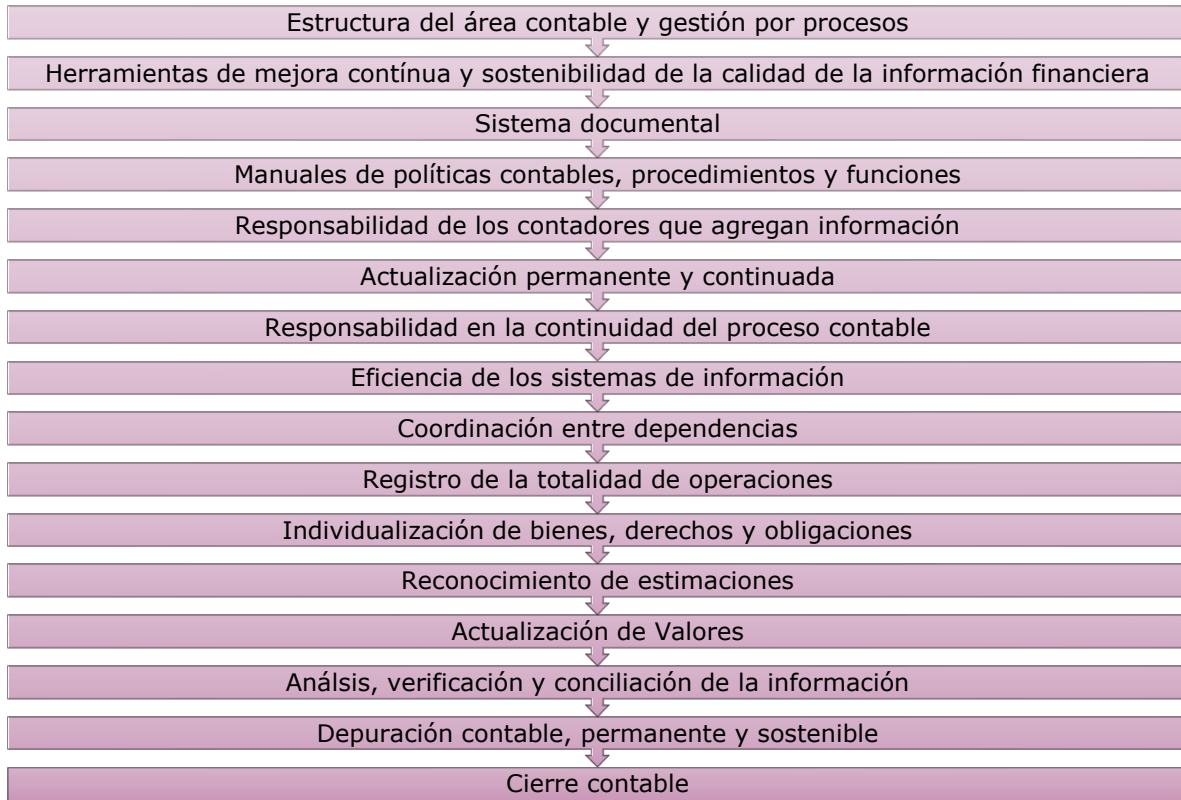 Estructura del área contable y gestión por procesos
Herramientas de mejora contínua y sostenibilidad de la calidad de la información financiera
Sistema documental
Manuales de políticas contables, procedimientos y funciones
Responsabilidad de los contadores que agregan información
Actualización permanente y continuada
Responsabilidad en la continuidad del proceso contable
Eficiencia de los sistemas de información
Coordinación entre dependencias
Registro de la totalidad de operaciones
Individualización de bienes, derechos y obligaciones
Reconocimiento de estimaciones
Actualización de Valores
Análsis, verificación y conciliación de la información
Depuración contable, permanente y sostenible
Cierre contable